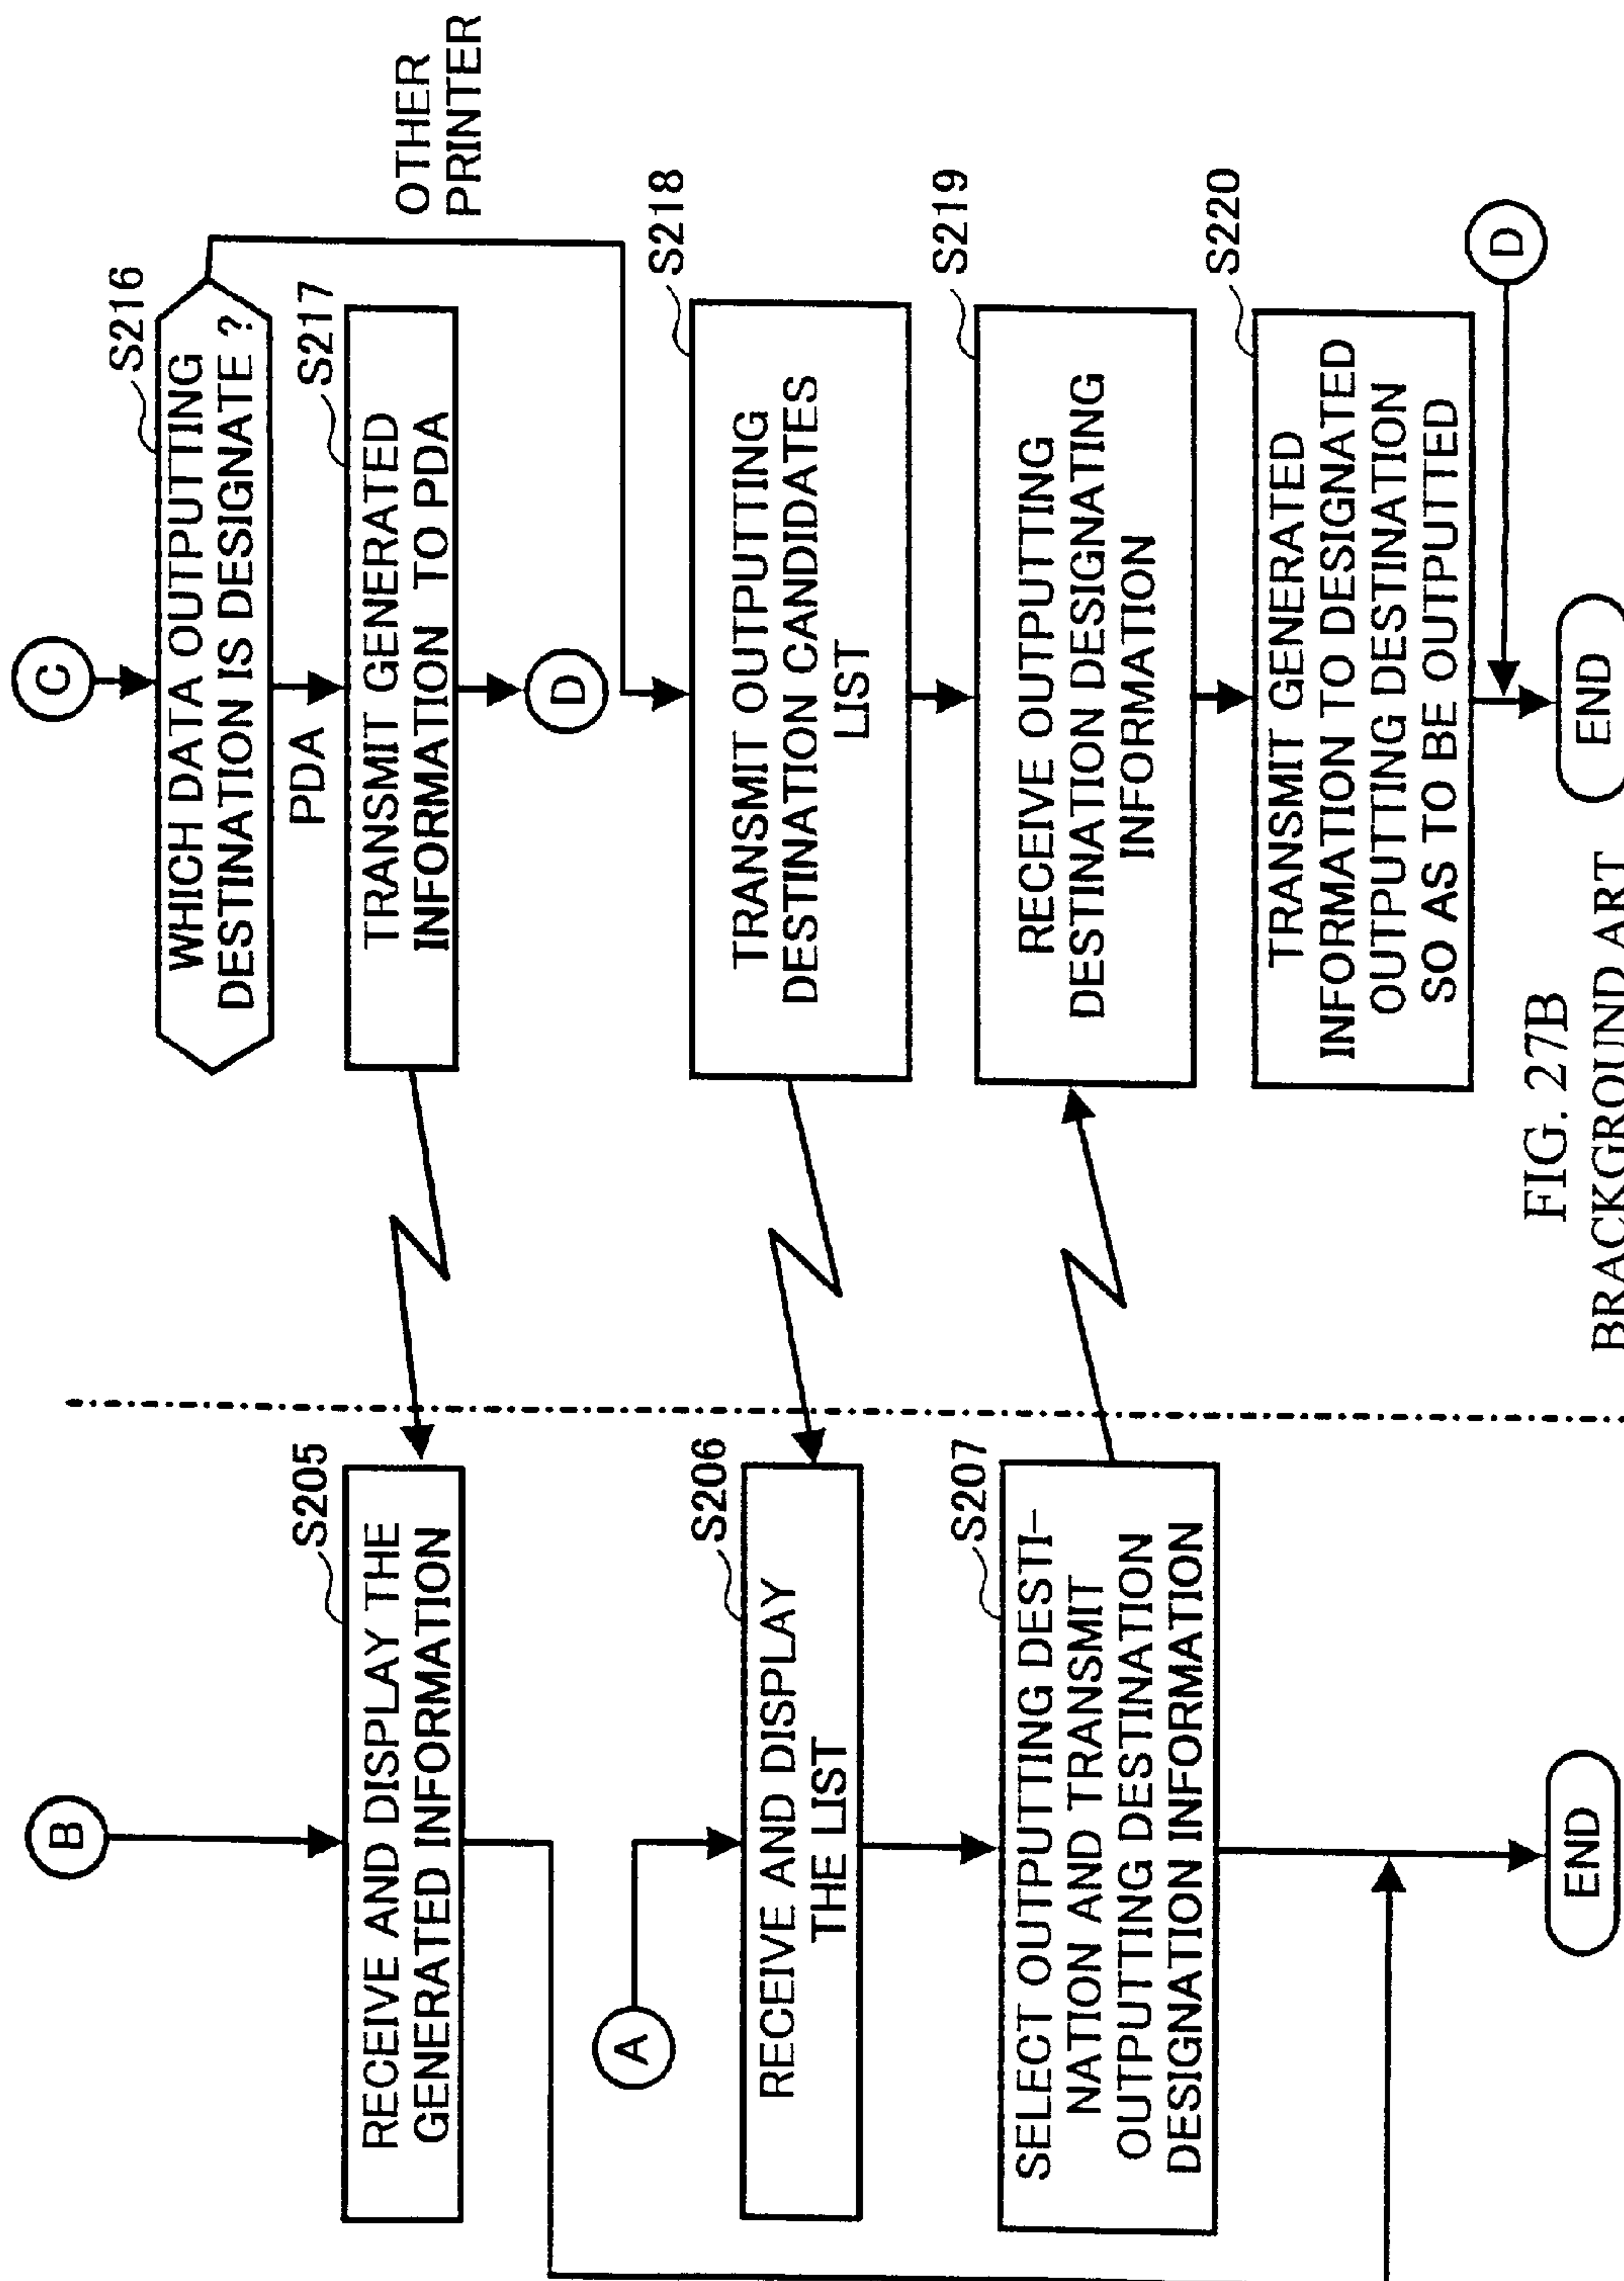 B
S205
RECEIVE AND DISPLAY THE
GENERATED INFORMATION
A
S206
RECEIVE AND DISPLAY
THE LIST
S207
SELECT OUTPUTTING DESTI-
NATION AND TRANSMIT
OUTPUTTING DESTINATION
DESIGNATION INFORMATION
END
C
S216
WHICH DATA OUTPUTTING
DESTINATION IS DESIGNATE ?
PDA
OTHER
PRINTER
S217
TRANSMIT GENERATED
INFORMATION TO PDA
D
S218
TRANSMIT OUTPUTTING
DESTINATION CANDIDATES
LIST
S219
RECEIVE OUTPUTTING
DESTINATION DESIGNATING
INFORMATION
S220
TRANSMIT GENERATED
INFORMATION TO DESIGNATED
OUTPUTTING DESTINATION
SO AS TO BE OUTPUTTED
D
END
FIG. 27B
BRACKGROUND ART